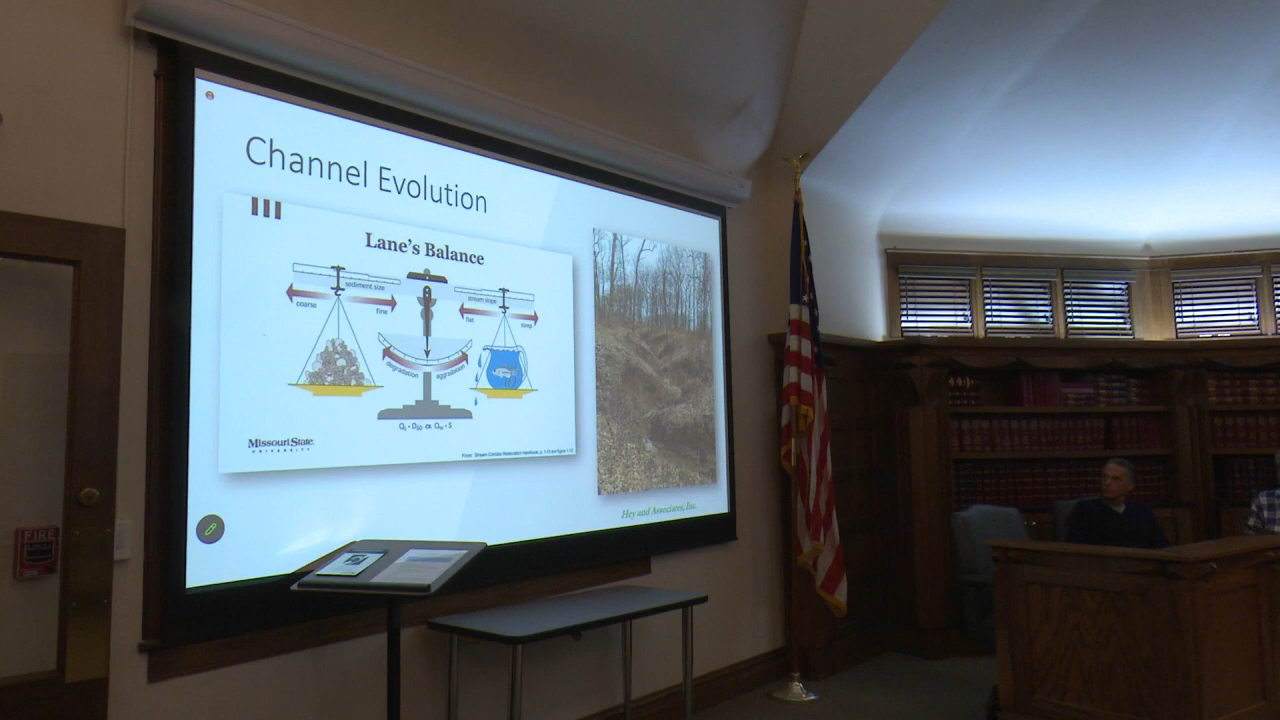 Channel Evolution
Lane's Balance
sediment size
coarse
fine
stream slope
flat
steep
degradation
aggradation
Missouri State
UNIVERSITY
Hey and Associates, Inc.
FIRE